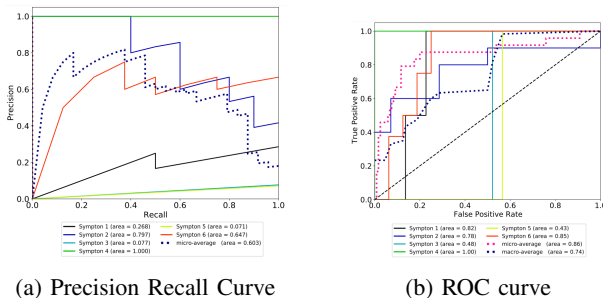 1.0
0.8
0.6
0.4
0.2
0.0
Precision
0.0 0.2 0.4 0.6 0.8 1.0
Recall
Sympton 1 (area = 0.268)
Sympton 2 (area = 0.797)
Sympton 3 (area = 0.077)
Sympton 4 (area = 1.000)
Sympton 5 (area = 0.071)
Sympton 6 (area = 0.647)
micro-average (area = 0.603)
(a) Precision Recall Curve
1.0
0.8
0.6
0.4
0.2
0.0
True Positive Rate
0.0 0.2 0.4 0.6 0.8 1.0
False Positive Rate
Sympton 1 (area = 0.82)
Sympton 2 (area = 0.78)
Sympton 3 (area = 0.48)
Sympton 4 (area = 1.00)
Sympton 5 (area = 0.43)
Sympton 6 (area = 0.85)
micro-average (area = 0.86)
macro-average (area = 0.74)
(b) ROC curve